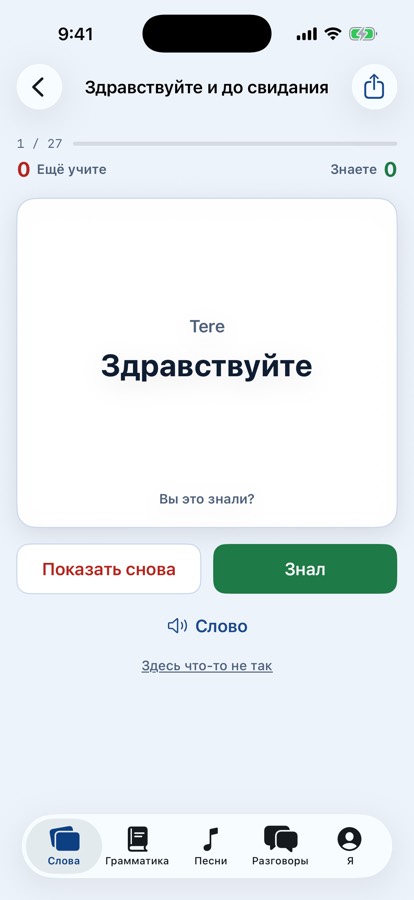 9:41
Здравствуйте и до свидания
1 / 27
0 Ещё учите
Знаете 0
Tere
Здравствуйте
Вы это знали?
Показать снова
Знал
Слово
Здесь что-то не так
Слова
Грамматика
Песни
Разговоры
Я